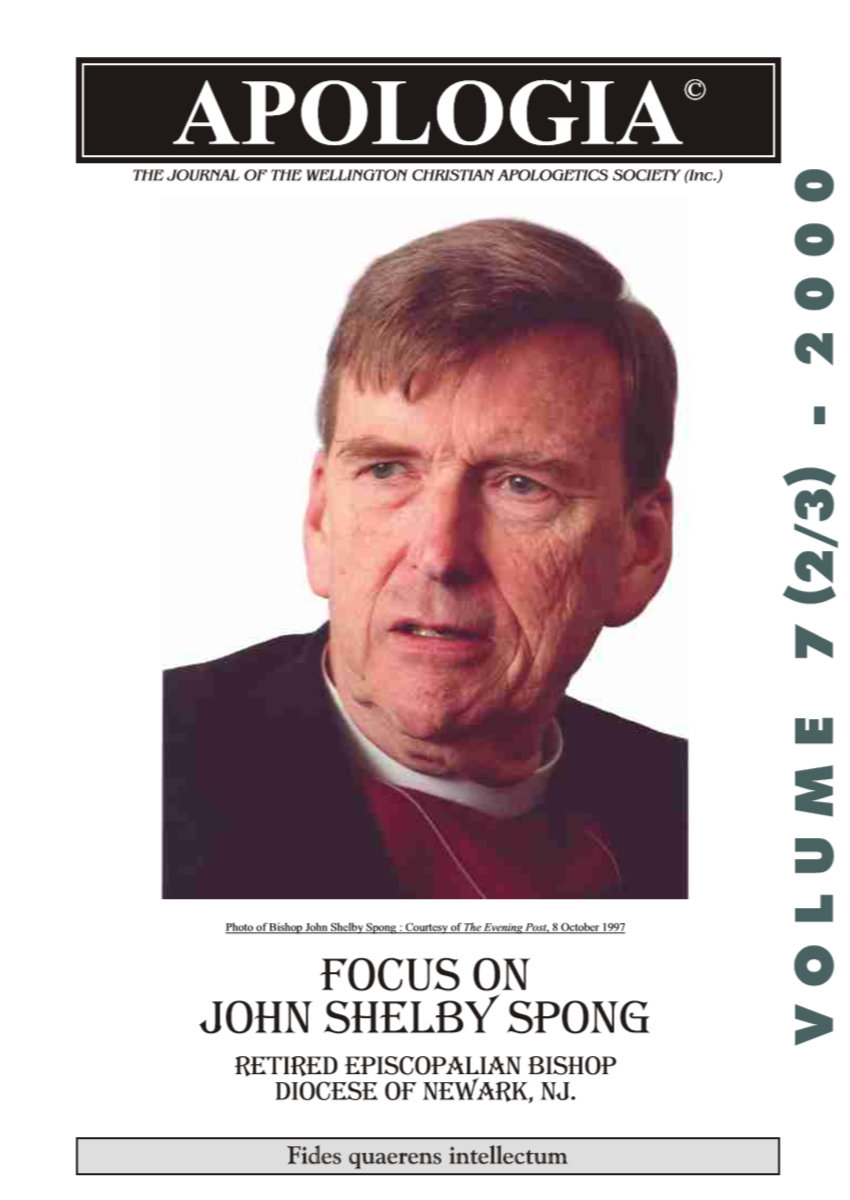 APOLOGIA©
THE JOURNAL OF THE WELLINGTON CHRISTIAN APOLOGETICS SOCIETY (Inc.)
VOLUME 7 (2/3) - 2000
Photo of Bishop John Shelby Spong : Courtesy of The Evening Post, 8 October 1997
FOCUS ON
JOHN SHELBY SPONG
RETIRED EPISCOPALIAN BISHOP
DIOCESE OF NEWARK, NJ.
Fides quaerens intellectum